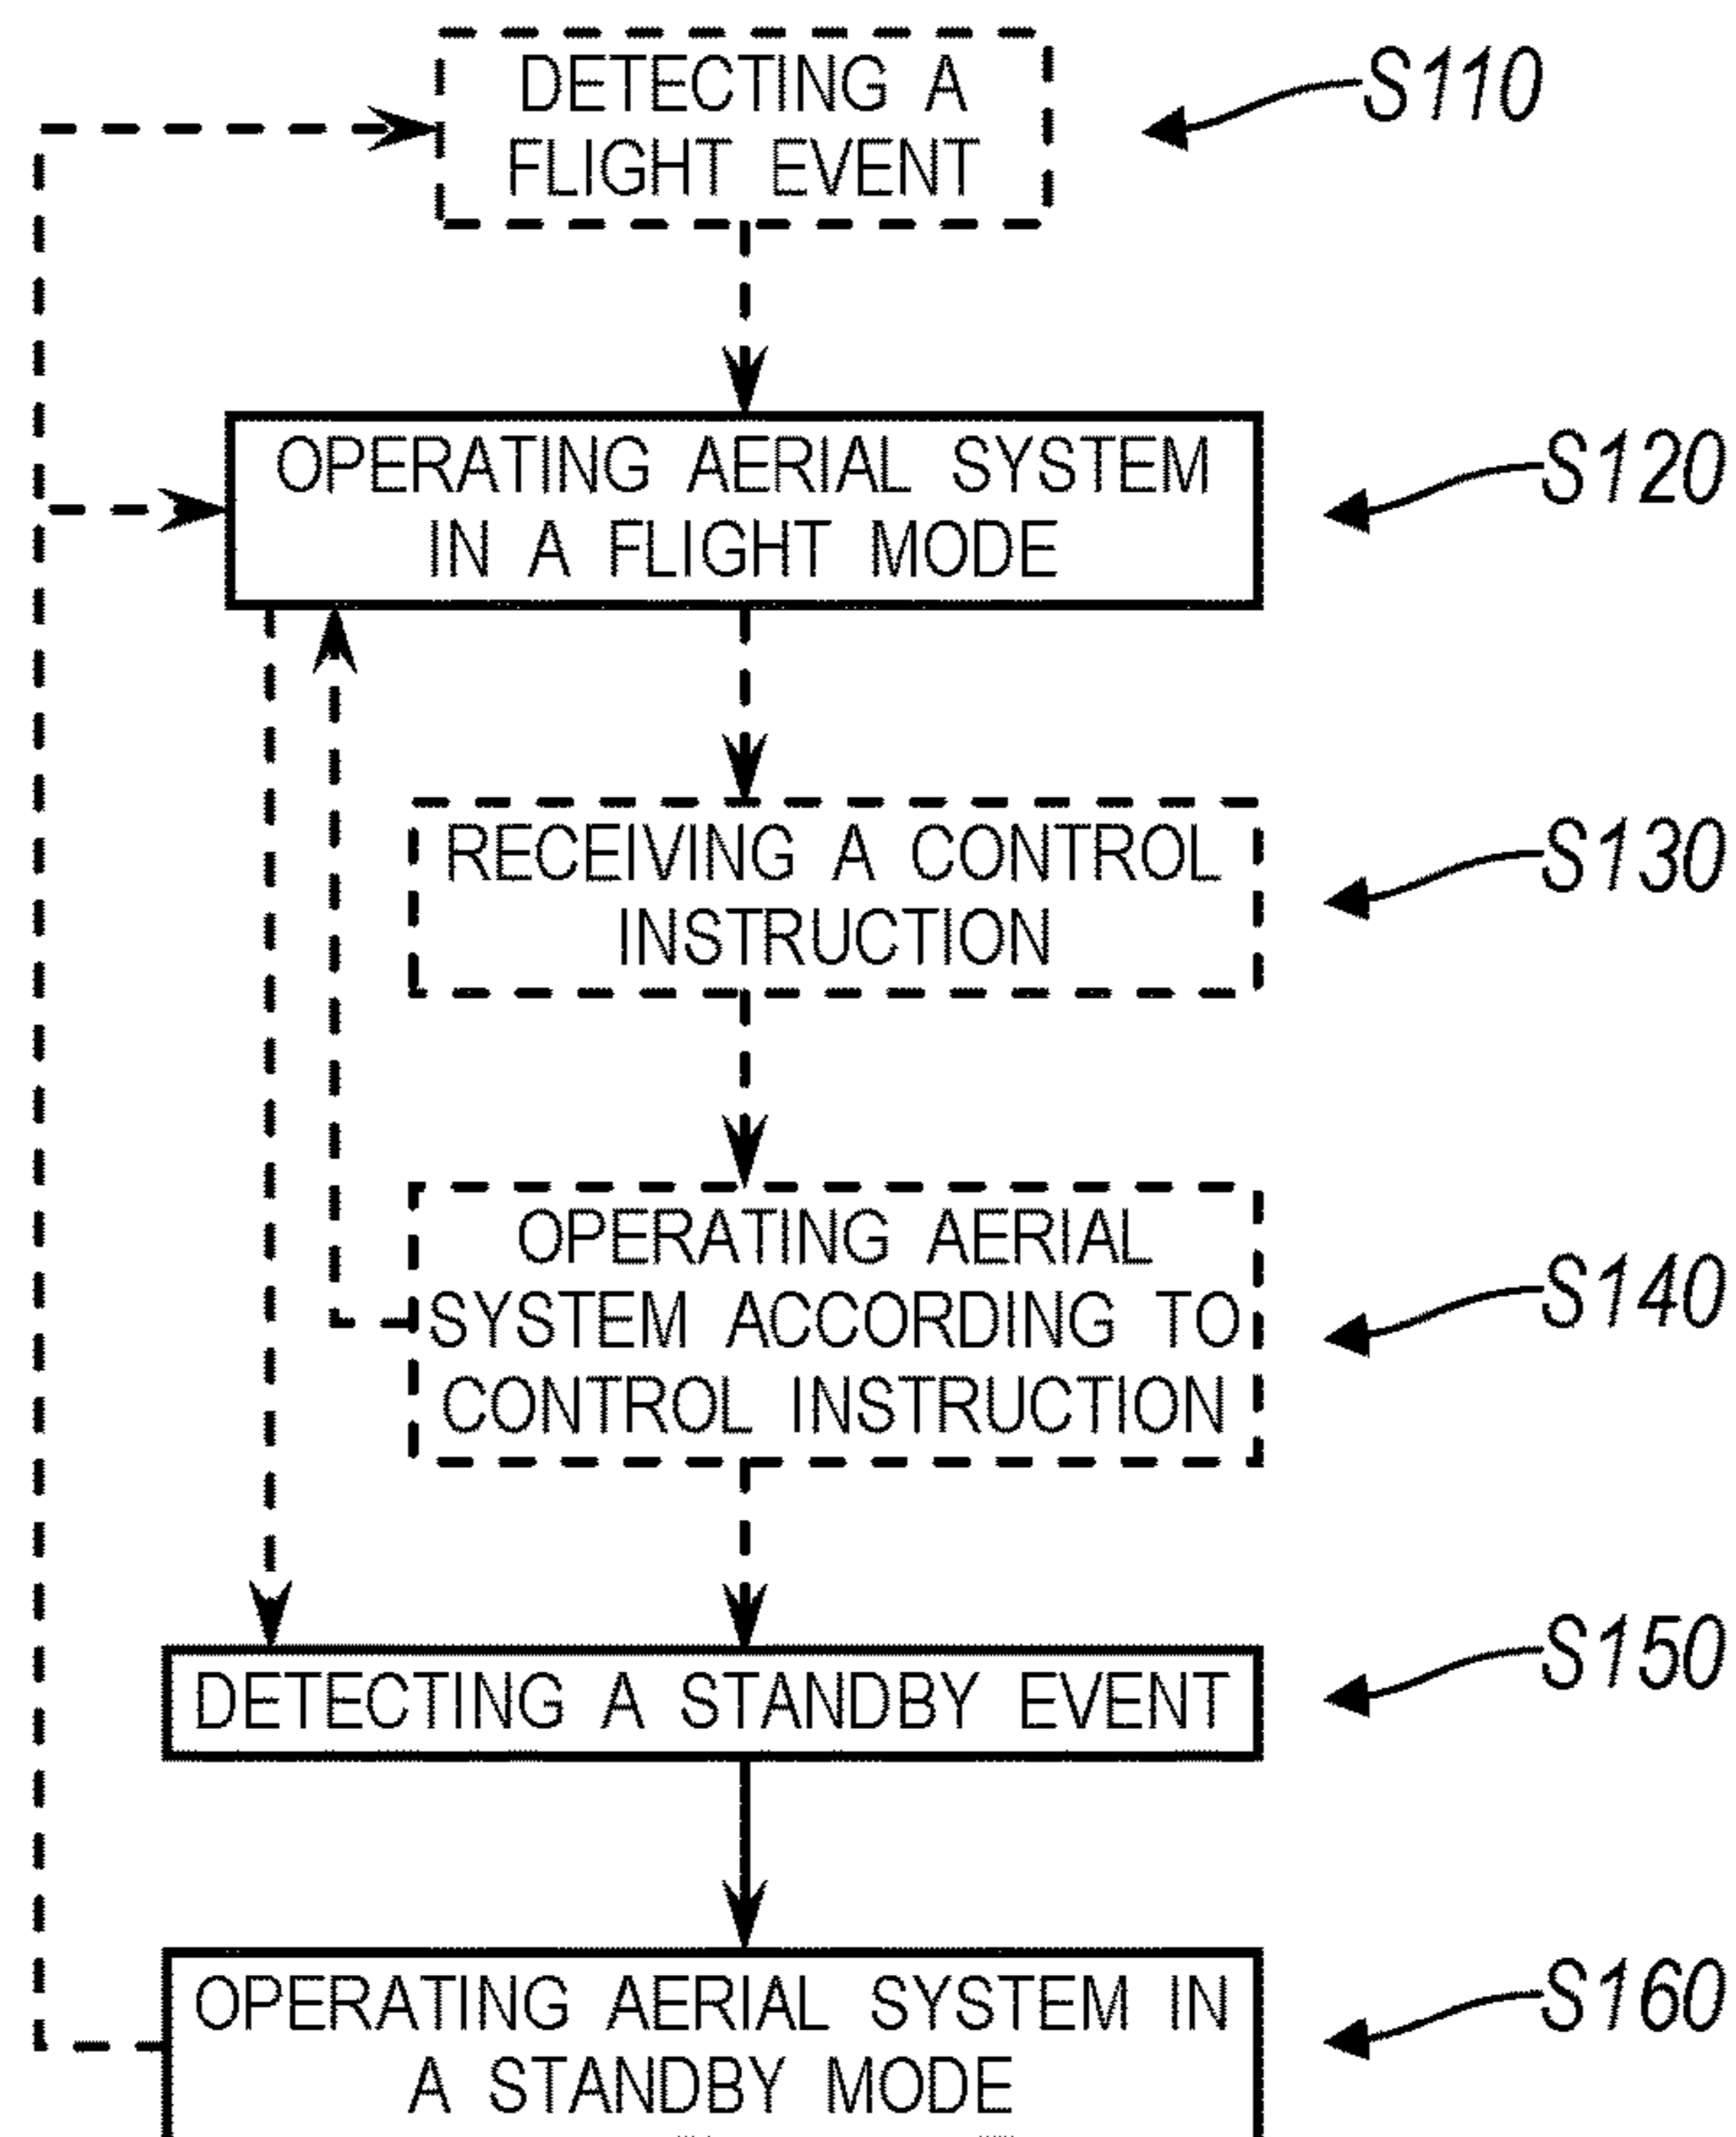 DETECTING A
FLIGHT EVENT
S110
OPERATING AERIAL SYSTEM
IN A FLIGHT MODE
S120
RECEIVING A CONTROL
INSTRUCTION
S130
OPERATING AERIAL
SYSTEM ACCORDING TO
CONTROL INSTRUCTION
S140
DETECTING A STANDBY EVENT
S150
OPERATING AERIAL SYSTEM IN
A STANDBY MODE
S160